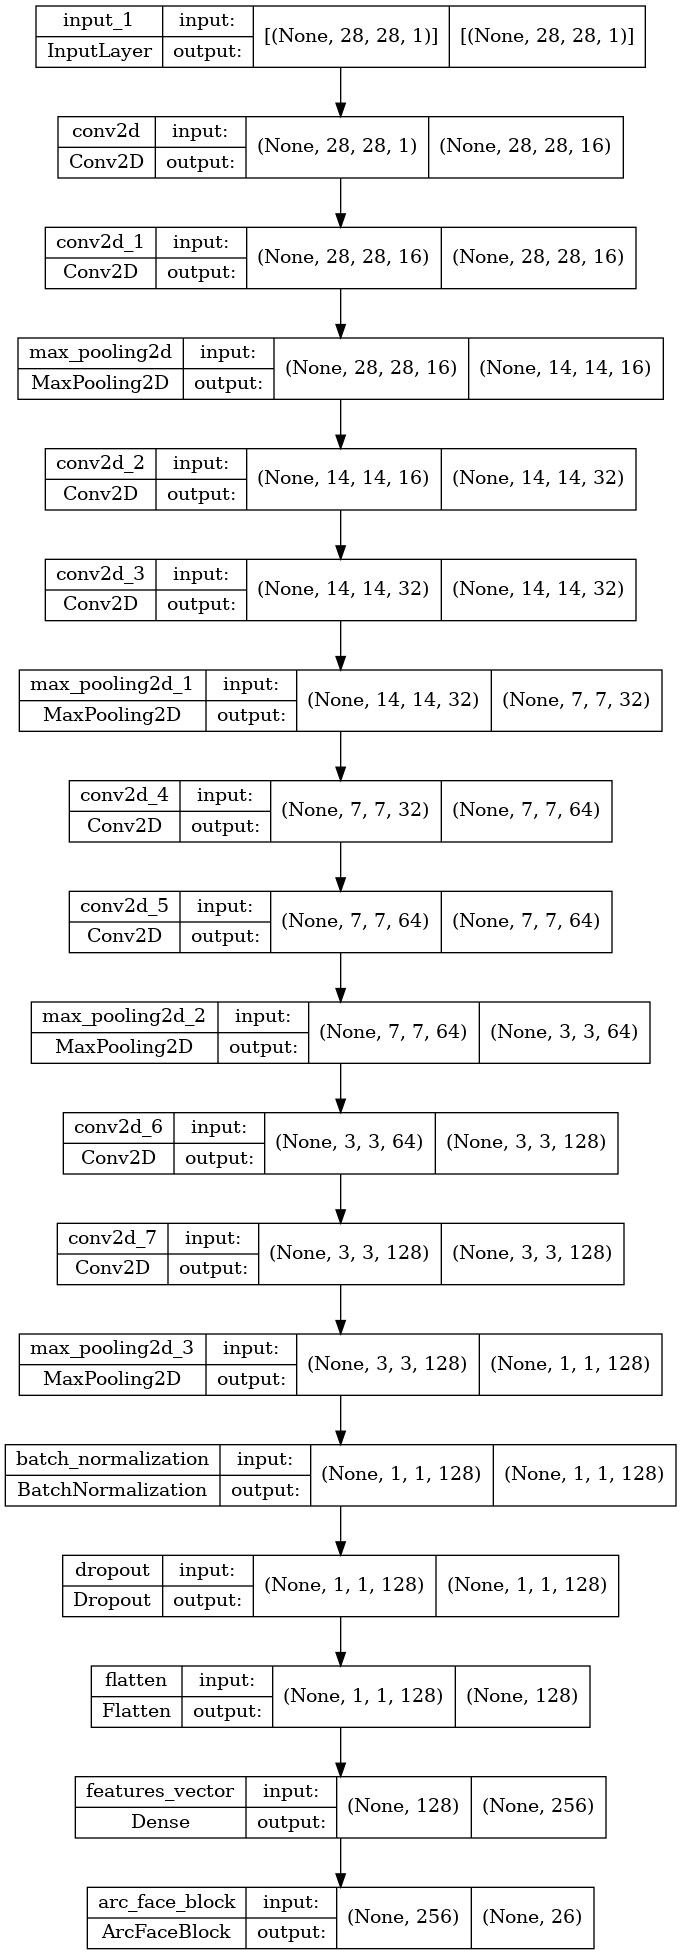 input_1 input: [(None, 28, 28, 1)] [(None, 28, 28, 1)]
InputLayer output:
conv2d input: (None, 28, 28, 1) (None, 28, 28, 16)
Conv2D output:
conv2d_1 input: (None, 28, 28, 16) (None, 28, 28, 16)
Conv2D output:
max_pooling2d input: (None, 28, 28, 16) (None, 14, 14, 16)
MaxPooling2D output:
conv2d_2 input: (None, 14, 14, 16) (None, 14, 14, 32)
Conv2D output:
conv2d_3 input: (None, 14, 14, 32) (None, 14, 14, 32)
Conv2D output:
max_pooling2d_1 input: (None, 14, 14, 32) (None, 7, 7, 32)
MaxPooling2D output:
conv2d_4 input: (None, 7, 7, 32) (None, 7, 7, 64)
Conv2D output:
conv2d_5 input: (None, 7, 7, 64) (None, 7, 7, 64)
Conv2D output:
max_pooling2d_2 input: (None, 7, 7, 64) (None, 3, 3, 64)
MaxPooling2D output:
conv2d_6 input: (None, 3, 3, 64) (None, 3, 3, 128)
Conv2D output:
conv2d_7 input: (None, 3, 3, 128) (None, 3, 3, 128)
Conv2D output:
max_pooling2d_3 input: (None, 3, 3, 128) (None, 1, 1, 128)
MaxPooling2D output:
batch_normalization input: (None, 1, 1, 128) (None, 1, 1, 128)
BatchNormalization output:
dropout input: (None, 1, 1, 128) (None, 1, 1, 128)
Dropout output:
flatten input: (None, 1, 1, 128) (None, 128)
Flatten output:
features_vector input: (None, 128) (None, 256)
Dense output:
arc_face_block input: (None, 256) (None, 26)
ArcFaceBlock output: